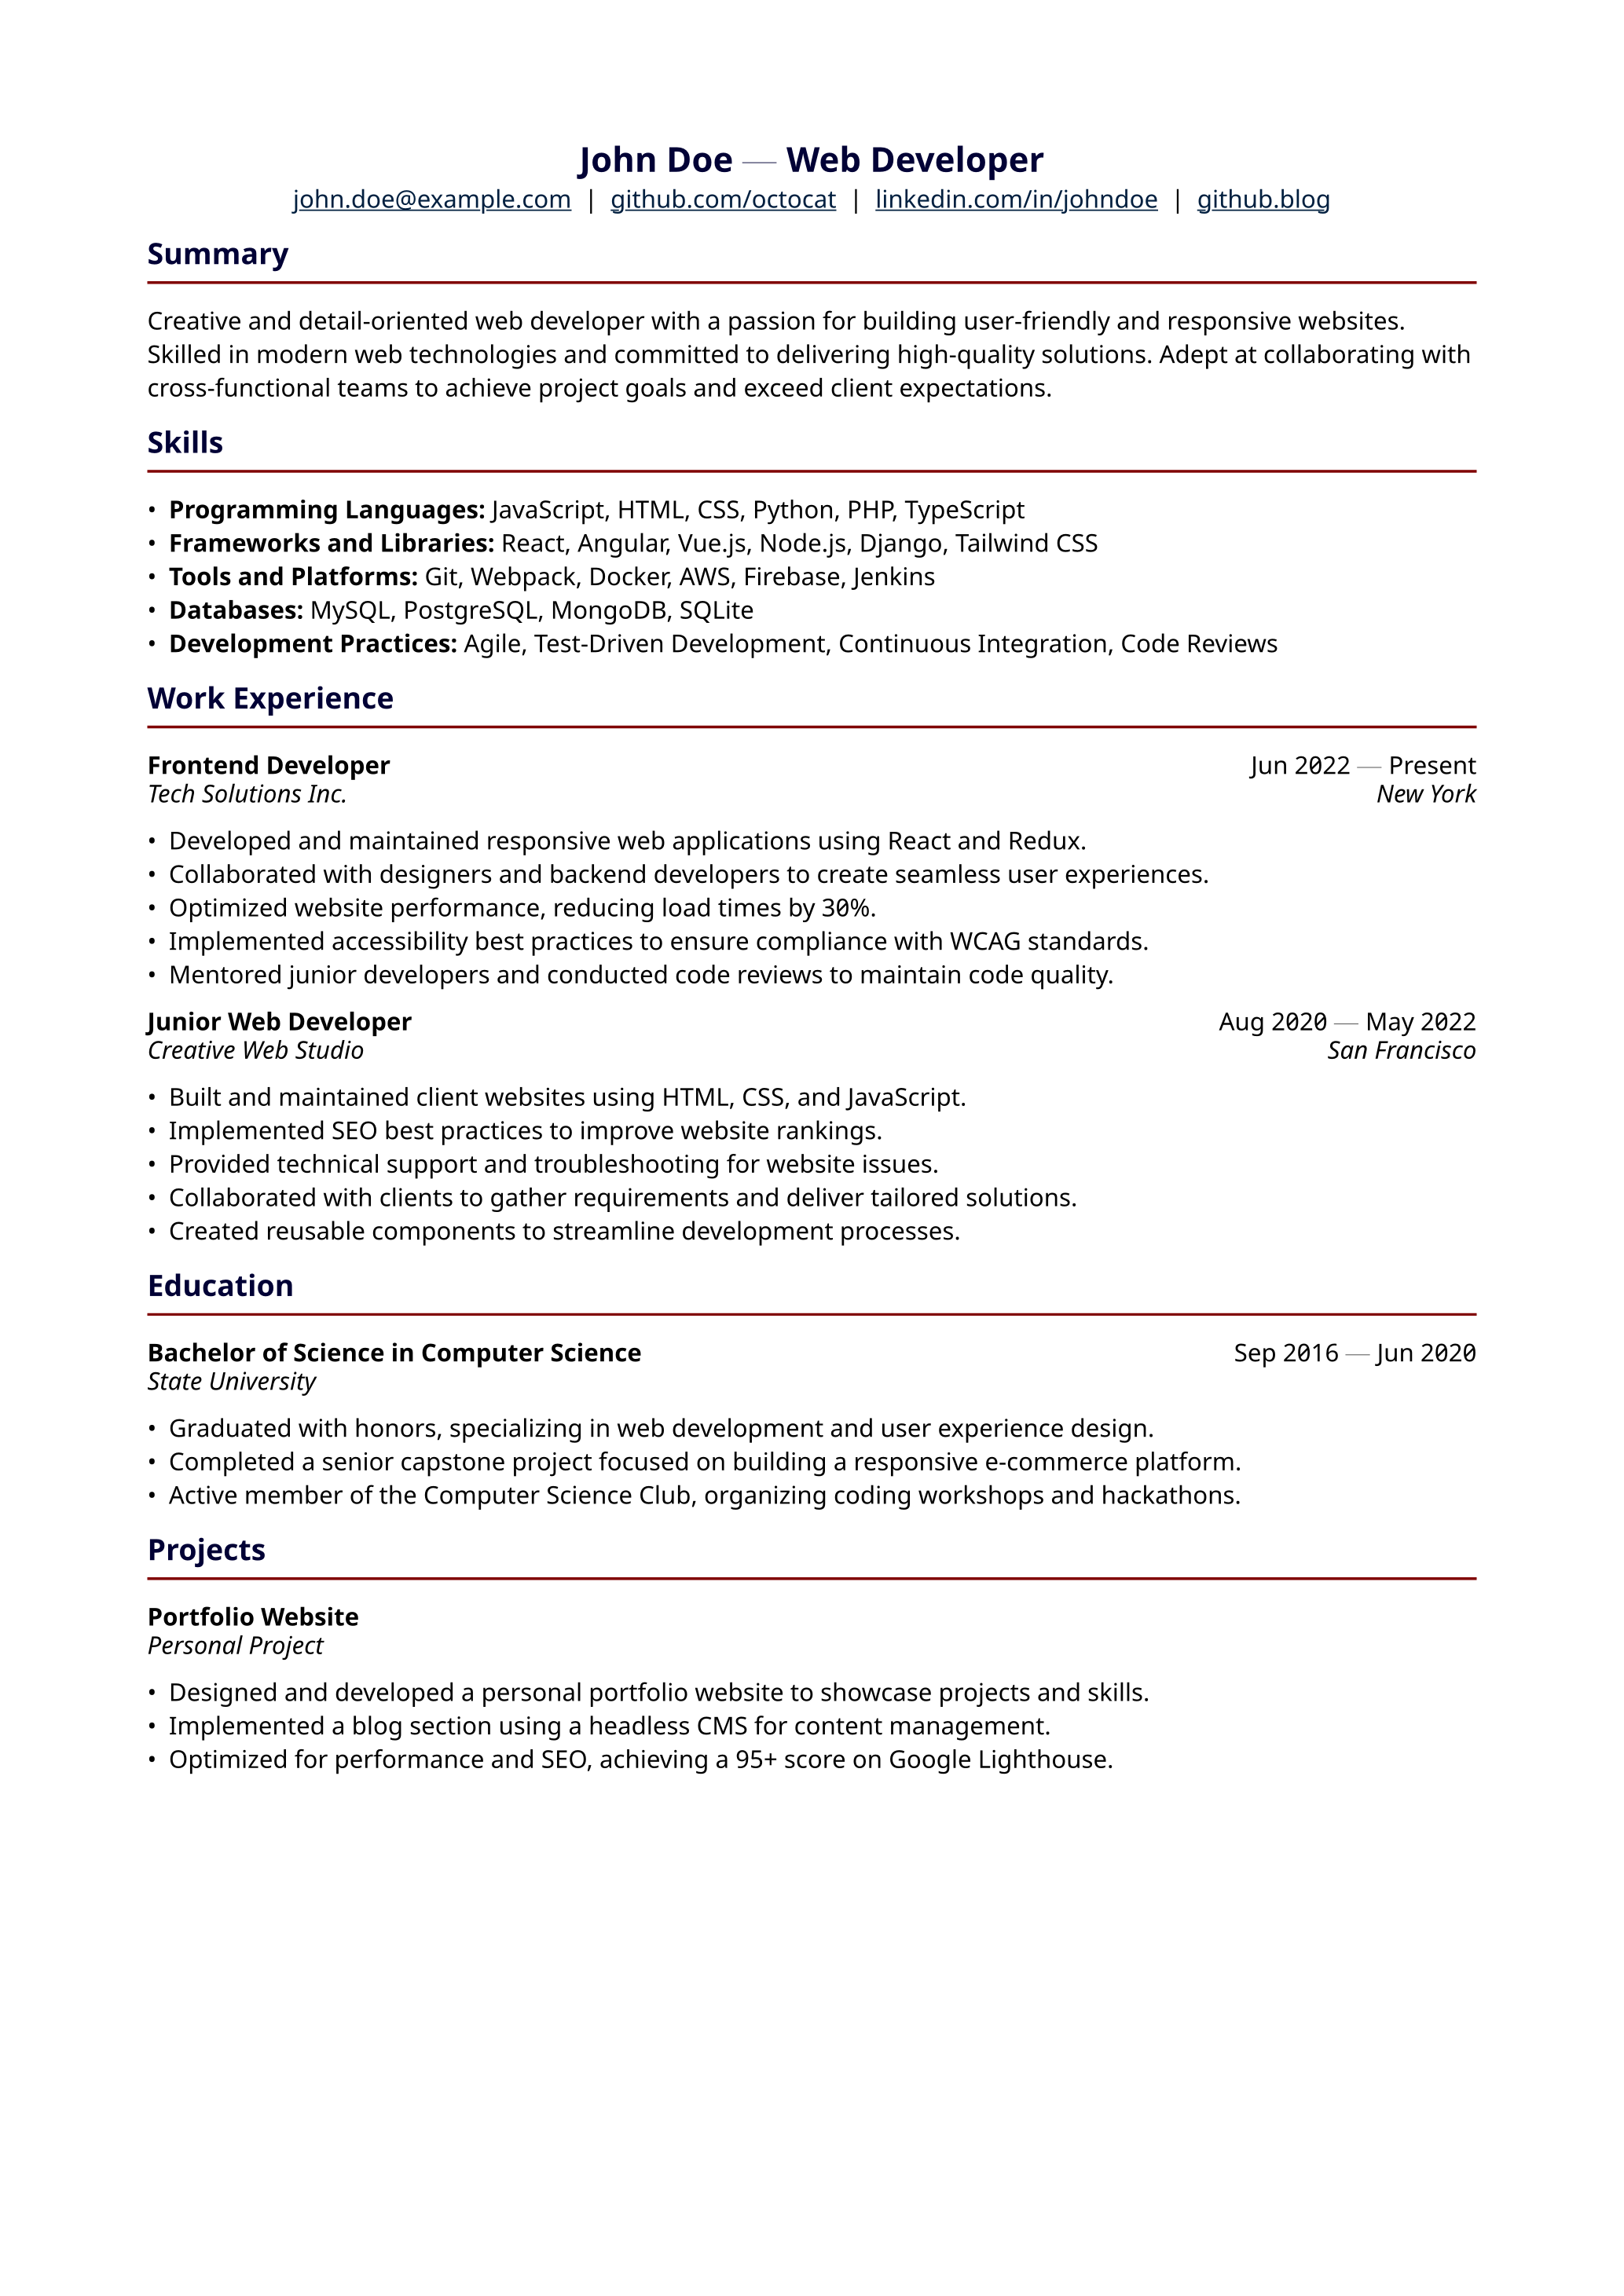 John Doe — Web Developer
john.doe@example.com | github.com/octocat | linkedin.com/in/johndoe | github.blog
Summary
Creative and detail-oriented web developer with a passion for building user-friendly and responsive websites.
Skilled in modern web technologies and committed to delivering high-quality solutions. Adept at collaborating with
cross-functional teams to achieve project goals and exceed client expectations.
Skills
• Programming Languages: JavaScript, HTML, CSS, Python, PHP, TypeScript
• Frameworks and Libraries: React, Angular, Vue.js, Node.js, Django, Tailwind CSS
• Tools and Platforms: Git, Webpack, Docker, AWS, Firebase, Jenkins
• Databases: MySQL, PostgreSQL, MongoDB, SQLite
• Development Practices: Agile, Test-Driven Development, Continuous Integration, Code Reviews
Work Experience
Frontend Developer Jun 2022 — Present
Tech Solutions Inc. New York
• Developed and maintained responsive web applications using React and Redux.
• Collaborated with designers and backend developers to create seamless user experiences.
• Optimized website performance, reducing load times by 30%.
• Implemented accessibility best practices to ensure compliance with WCAG standards.
• Mentored junior developers and conducted code reviews to maintain code quality.
Junior Web Developer Aug 2020 — May 2022
Creative Web Studio San Francisco
• Built and maintained client websites using HTML, CSS, and JavaScript.
• Implemented SEO best practices to improve website rankings.
• Provided technical support and troubleshooting for website issues.
• Collaborated with clients to gather requirements and deliver tailored solutions.
• Created reusable components to streamline development processes.
Education
Bachelor of Science in Computer Science Sep 2016 — Jun 2020
State University
• Graduated with honors, specializing in web development and user experience design.
• Completed a senior capstone project focused on building a responsive e-commerce platform.
• Active member of the Computer Science Club, organizing coding workshops and hackathons.
Projects
Portfolio Website
Personal Project
• Designed and developed a personal portfolio website to showcase projects and skills.
• Implemented a blog section using a headless CMS for content management.
• Optimized for performance and SEO, achieving a 95+ score on Google Lighthouse.